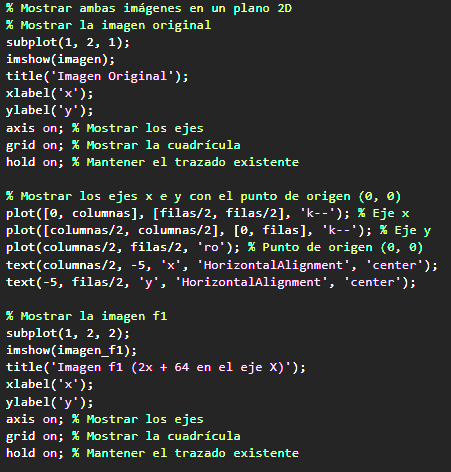 % Mostrar ambas imágenes en un plano 2D
% Mostrar la imagen original
subplot(1, 2, 1);
imshow(imagen);
title('Imagen Original');
xlabel('x');
ylabel('y');
axis on; % Mostrar los ejes
grid on; % Mostrar la cuadrícula
hold on; % Mantener el trazado existente
% Mostrar los ejes x e y con el punto de origen (0, 0)
plot([0, columnas], [filas/2, filas/2], 'k--'); % Eje x
plot([columnas/2, columnas/2], [0, filas], 'k--'); % Eje y
plot(columnas/2, filas/2, 'ro'); % Punto de origen (0, 0)
text(columnas/2, -5, 'x', 'HorizontalAlignment', 'center');
text(-5, filas/2, 'y', 'HorizontalAlignment', 'center');
% Mostrar la imagen f1
subplot(1, 2, 2);
imshow(imagen_f1);
title('Imagen f1 (2x + 64 en el eje X)');
xlabel('x');
ylabel('y');
axis on; % Mostrar los ejes
grid on; % Mostrar la cuadrícula
hold on; % Mantener el trazado existente